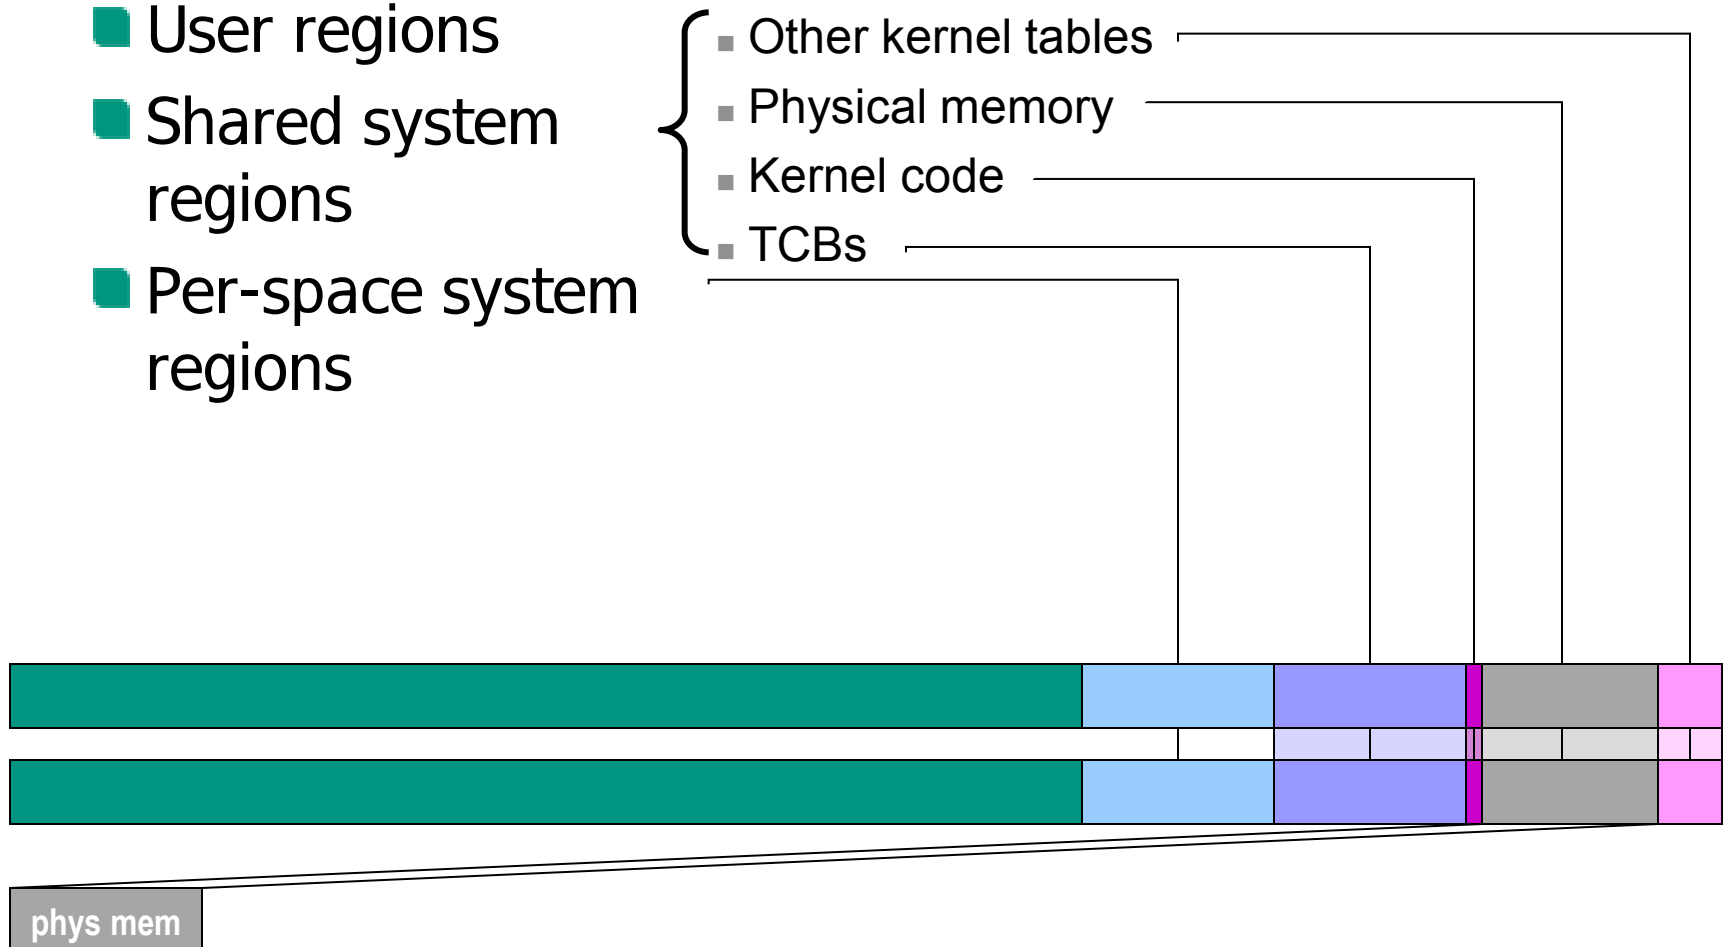 User regions
Shared system
regions
Per-space system
regions
Other kernel tables
Physical memory
Kernel code
TCBs
phys mem